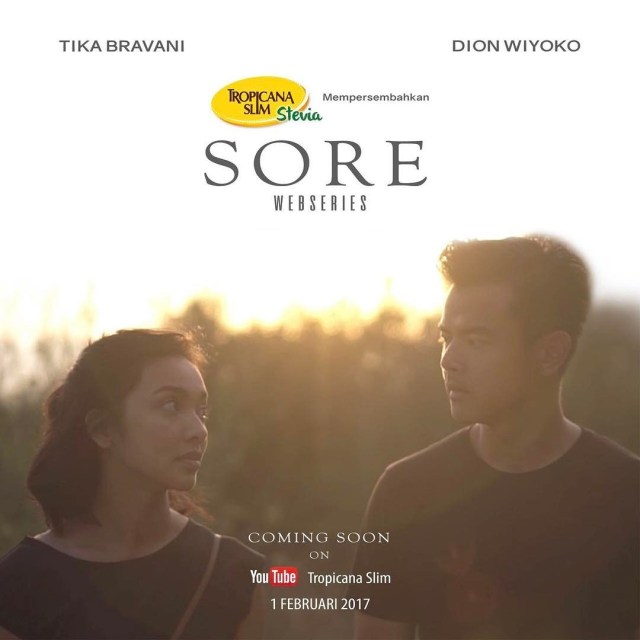 TIKA BRAVANI
DION WIYOKO
TROPICANA
SLIM
Stevia
Mempersembahkan
SORE
WEBSERIES
COMING SOON
ON
YouTube Tropicana Slim
1 FEBRUARI 2017